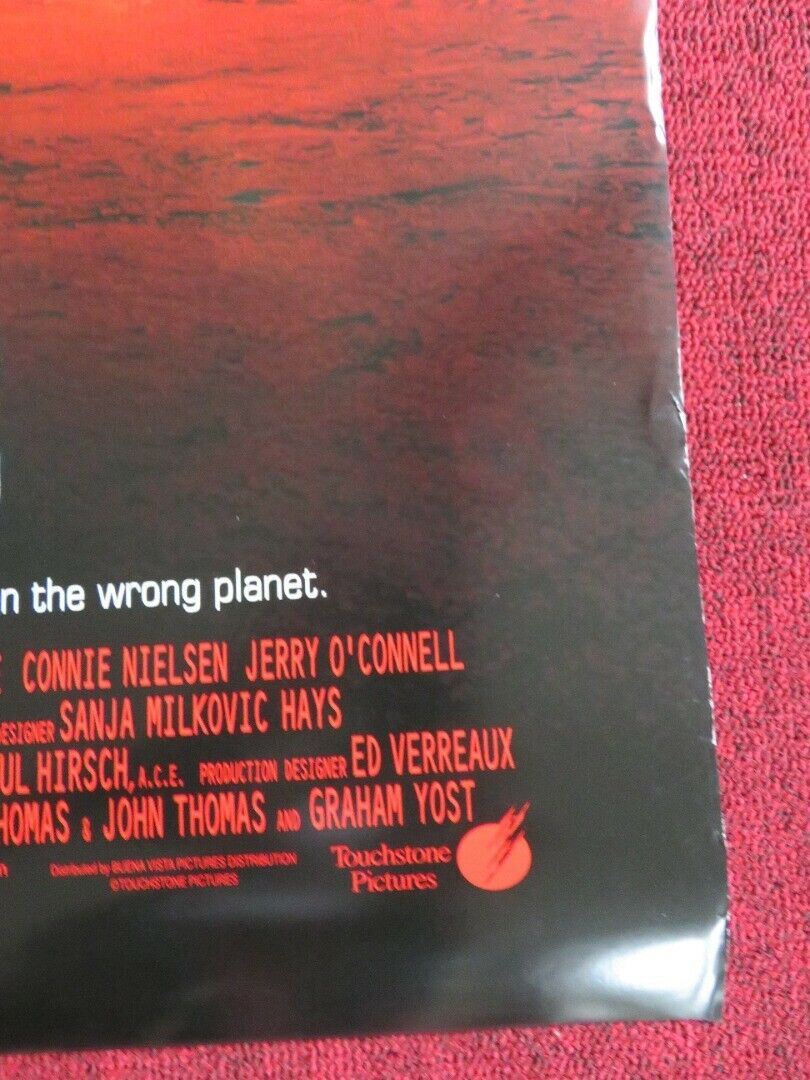 n the wrong planet.
CONNIE NIELSEN JERRY O'CONNELL
ESIGNER SANJA MILKOVIC HAYS
UL HIRSCH, A.C.E. PRODUCTION DESIGNER ED VERREAUX
HOMAS & JOHN THOMAS AND GRAHAM YOST
Distributed by BUENA VISTA PICTURES DISTRIBUTION
©TOUCHSTONE PICTURES
Touchstone
Pictures